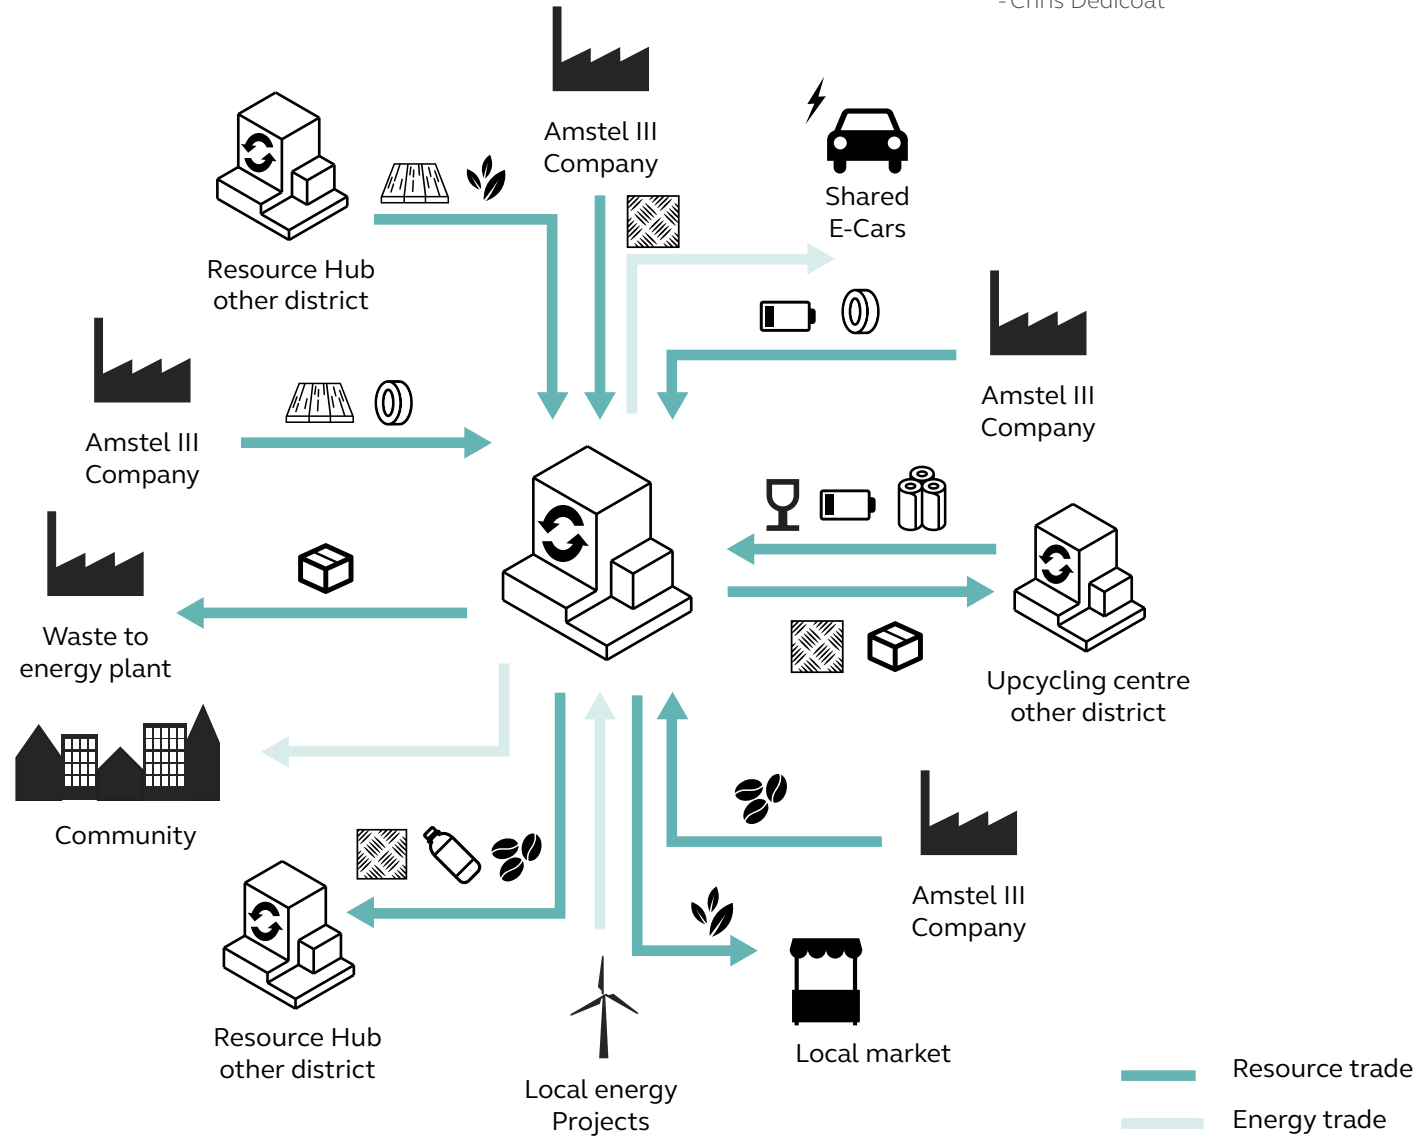 - Chris Dedicoat
Amstel III
Company
Shared
E-Cars
Resource Hub
other district
Amstel III
Company
Amstel III
Company
Waste to
energy plant
Upcycling centre
other district
Community
Amstel III
Company
Resource Hub
other district
Local energy
Projects
Local market
Resource trade
Energy trade